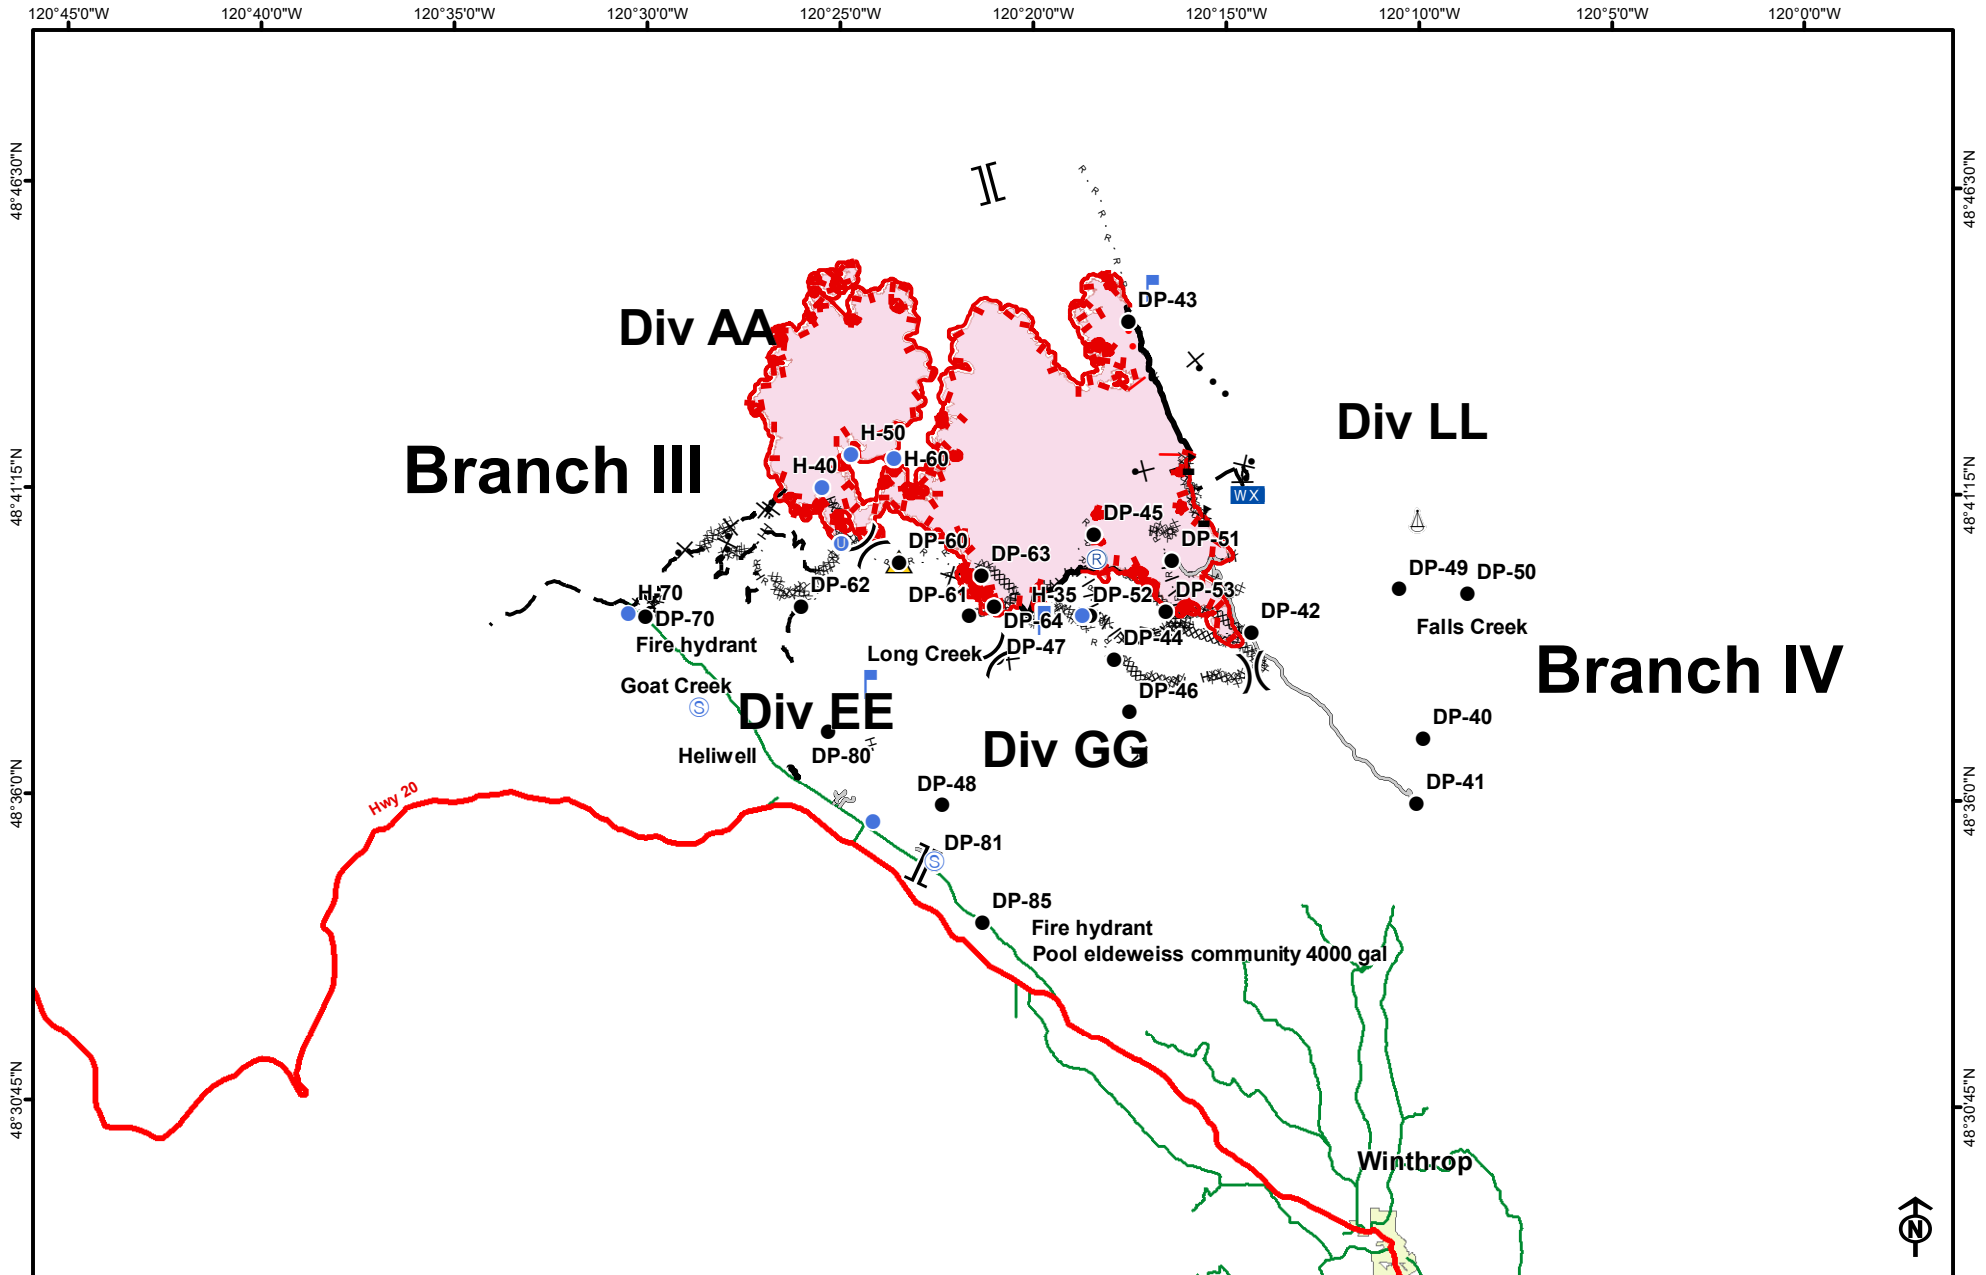 120°45'0"W 120°40'0"W 120°35'0"W 120°30'0"W 120°25'0"W 120°20'0"W 120°15'0"W 120°10'0"W 120°5'0"W 120°0'0"W
48°46'30"N
48°46'30"N
R R R R R R
DP-43
Div AA
Div LL
H-50
Branch III
H-40
H-60
48°41'15"N
48°41'15"N
WX
DP-45
DP-60
DP-51
U
DP-63
R
DP-49
DP-50
DP-62
H-70
DP-61
H-35
DP-52
DP-53
DP-42
DP-70
DP-64
Falls Creek
Fire hydrant
Long Creek
DP-47
DP-44
Branch IV
Goat Creek
DP-46
S
Div EE
DP-40
Div GG
Heliwell
DP-80
H
DP-48
DP-41
48°36'0"N
48°36'0"N
Hwy 20
DP-81
S
DP-85
Fire hydrant
Pool eldeweiss community 4000 gal
48°30'45"N
48°30'45"N
Winthrop
N